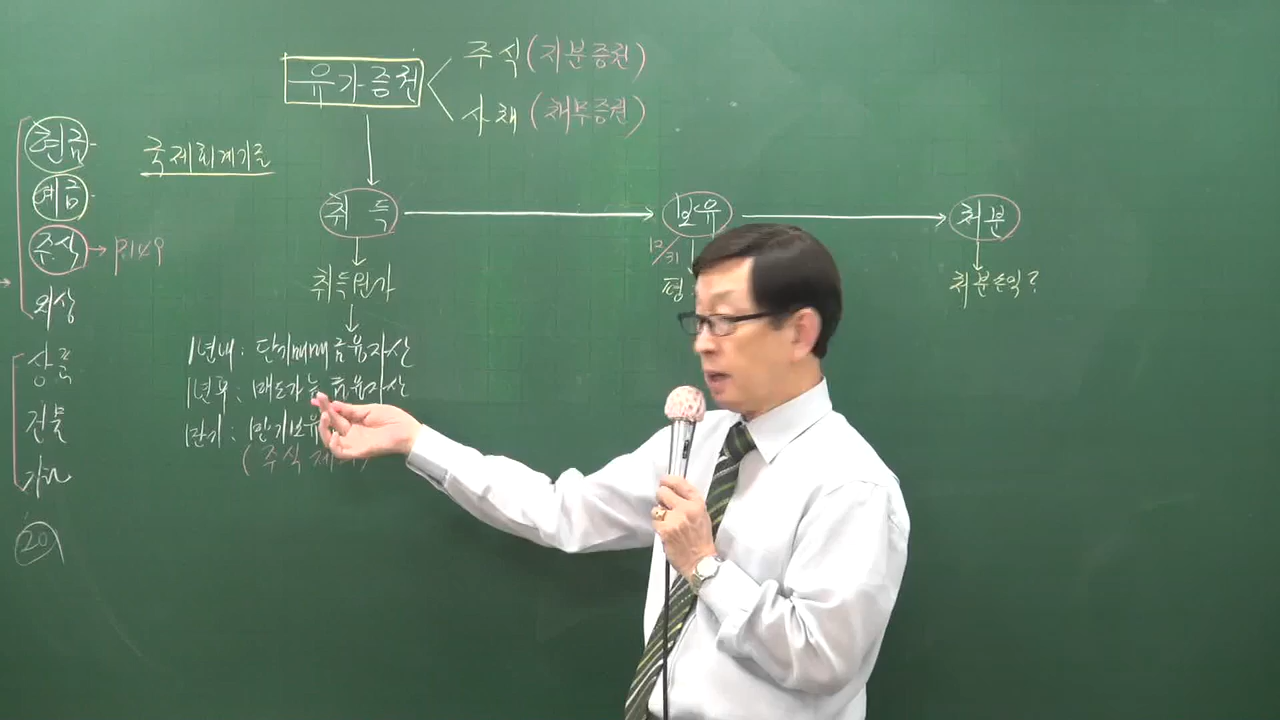 유가증권
주식 (지분증권)
사채 (채무증권)
현금
예금
주식 → P.149
외상
상품
건물
국제회계기준
취득
보유
처분
취득원가
12/31
평
처분손익?
1년내 : 단기매매금융자산
1년후 : 매도가능금융자산
만기보유
(주식 제
20